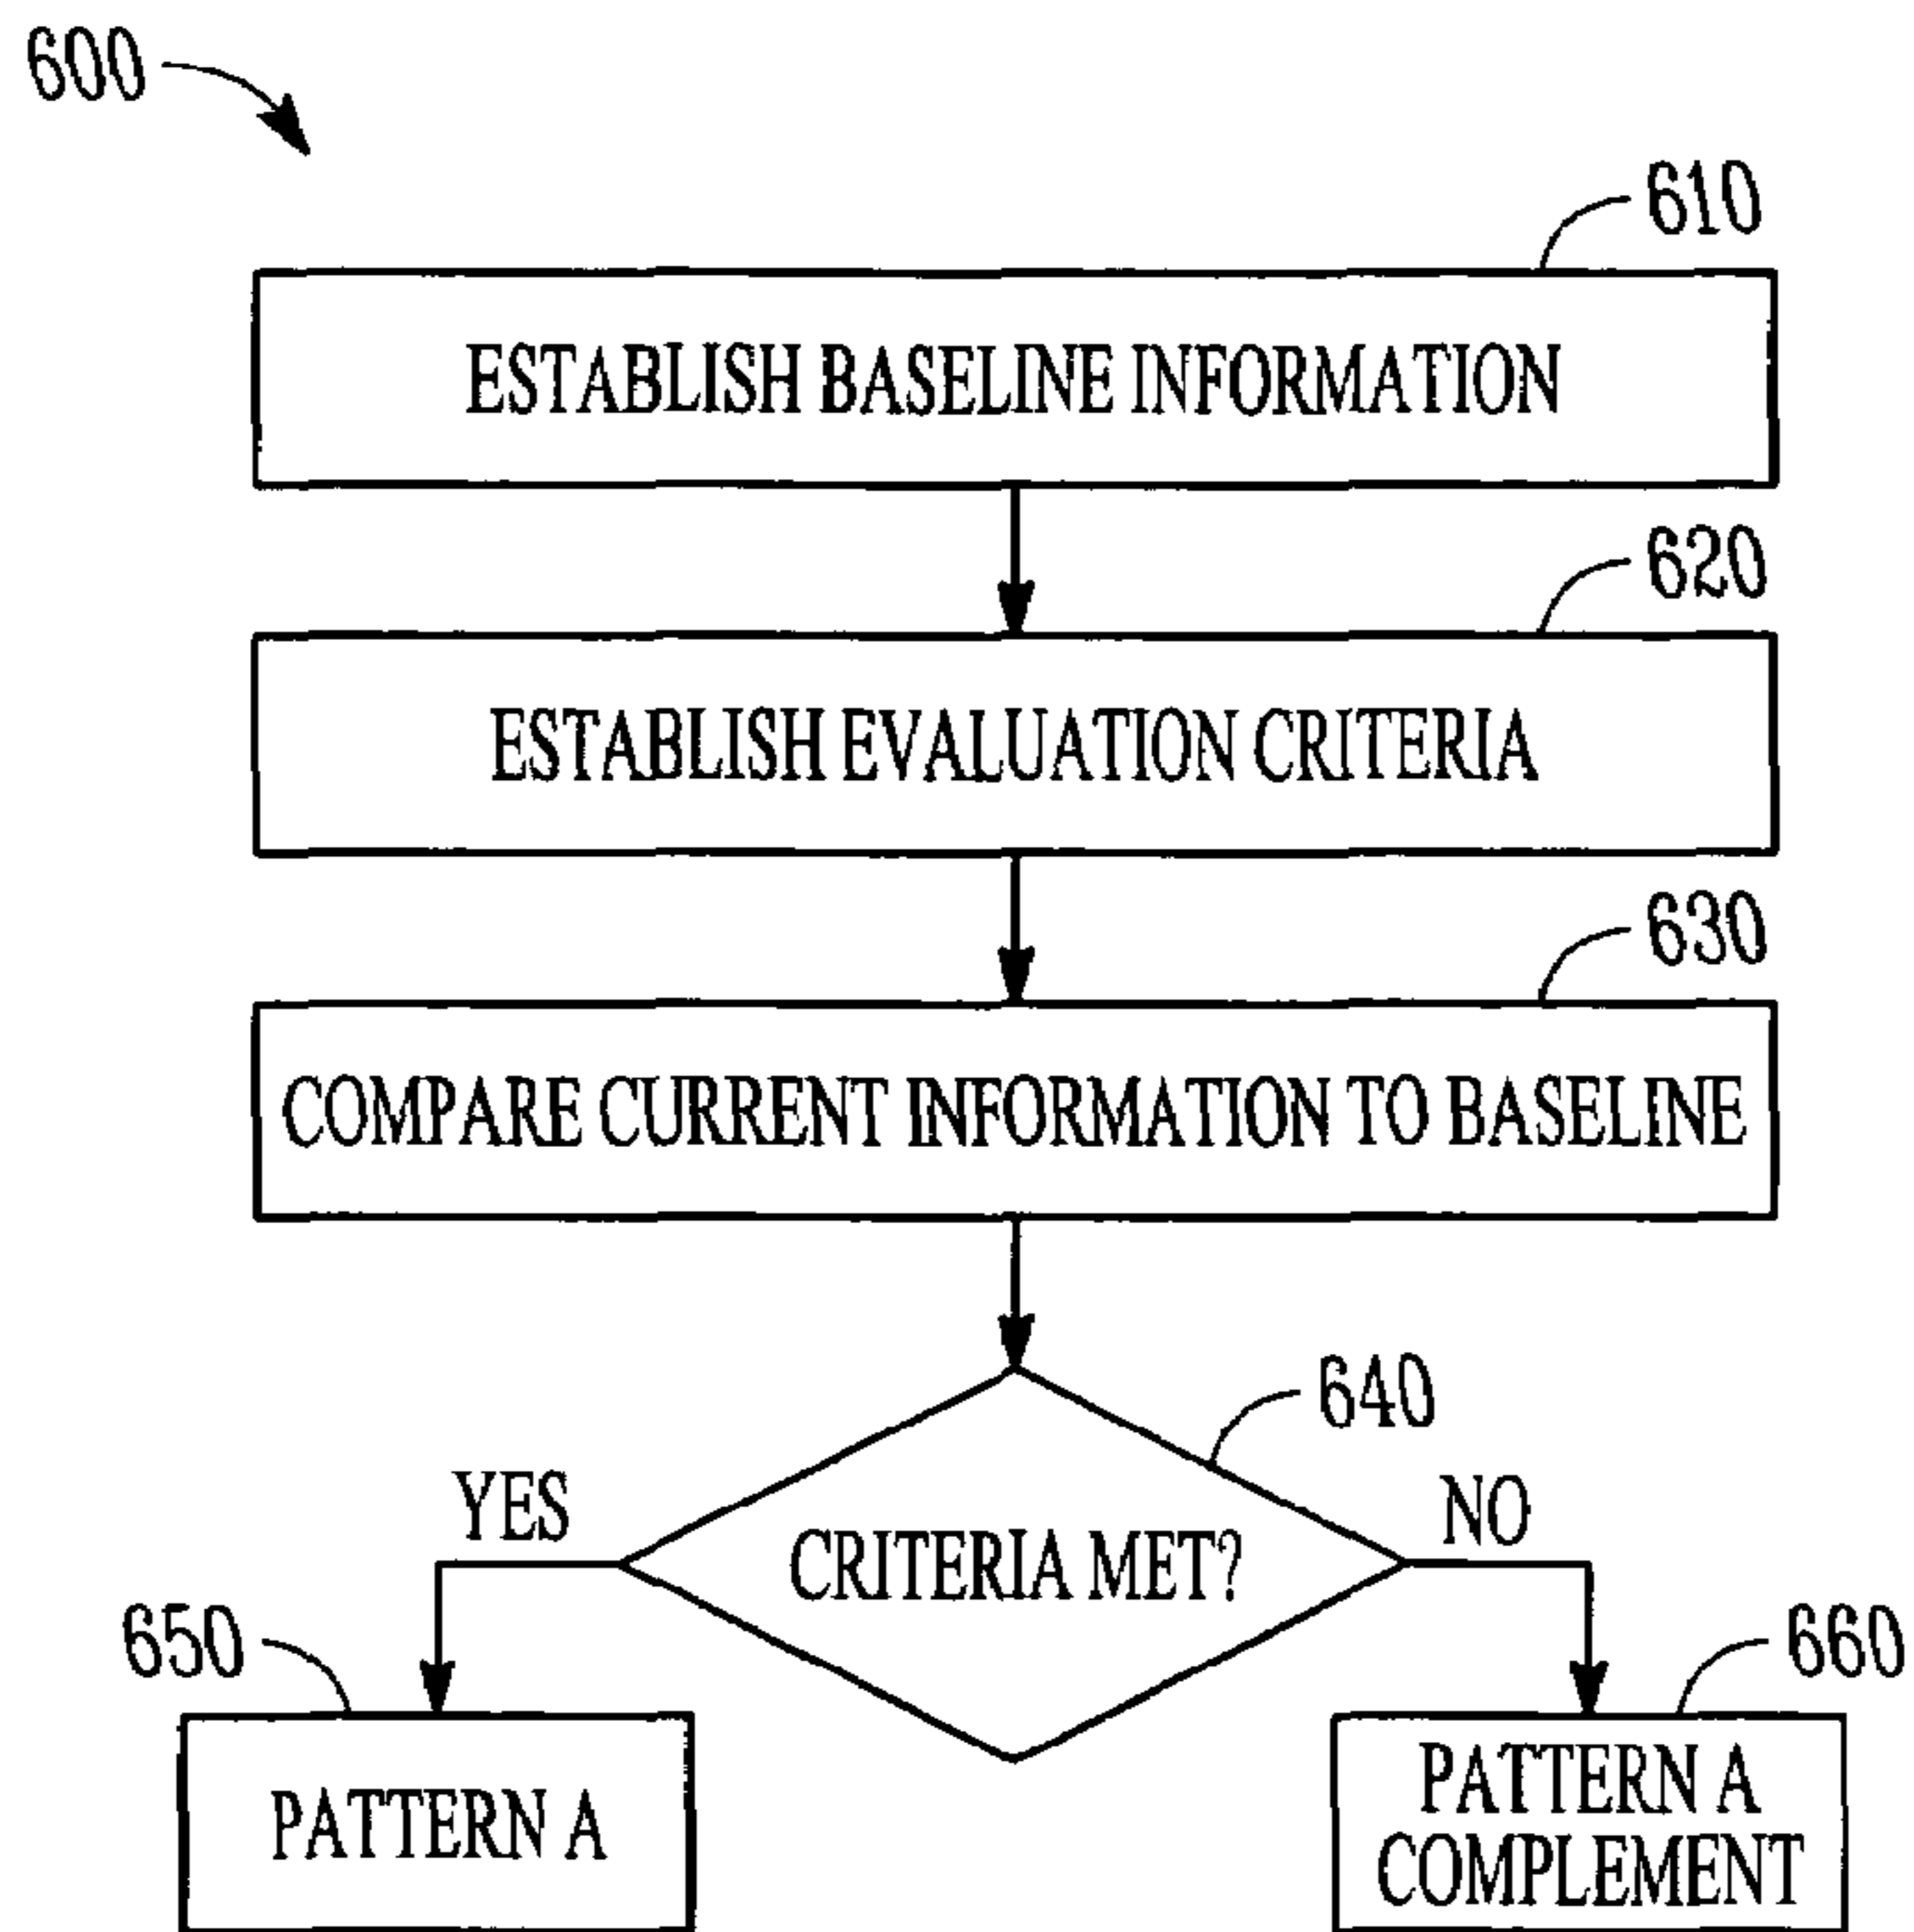 600
610
ESTABLISH BASELINE INFORMATION
620
ESTABLISH EVALUATION CRITERIA
630
COMPARE CURRENT INFORMATION TO BASELINE
640
YES
NO
CRITERIA MET?
650
660
PATTERN A
PATTERN A
COMPLEMENT